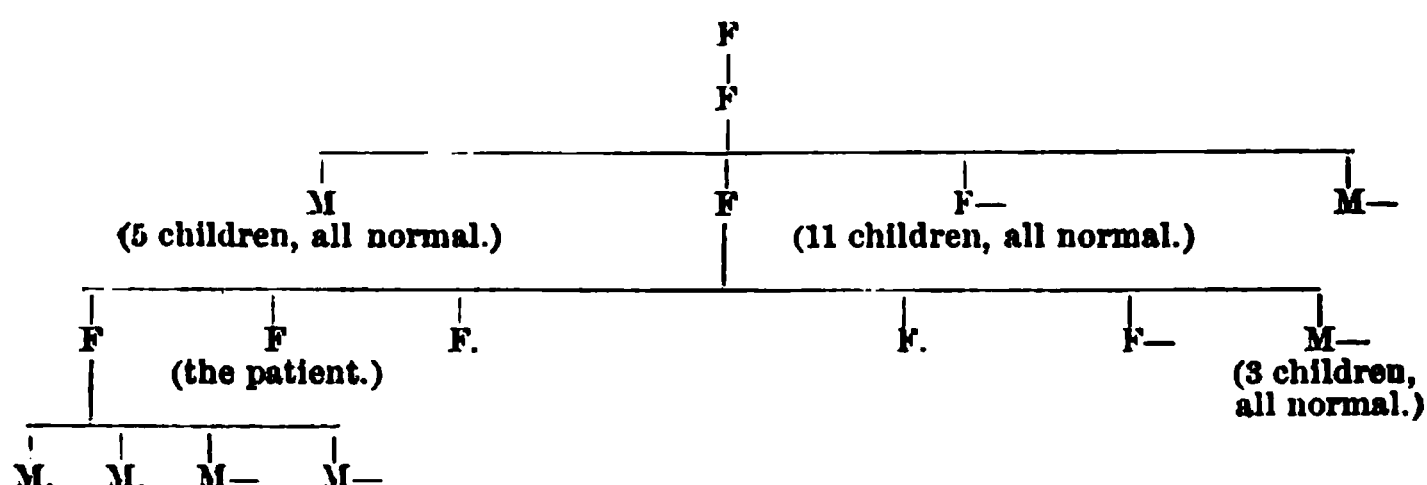 F
F
M F F— M—
(5 children, all normal.) (11 children, all normal.)
F F F. F. F— M—
(the patient.) (3 children,
all normal.)
M. M. M— M—